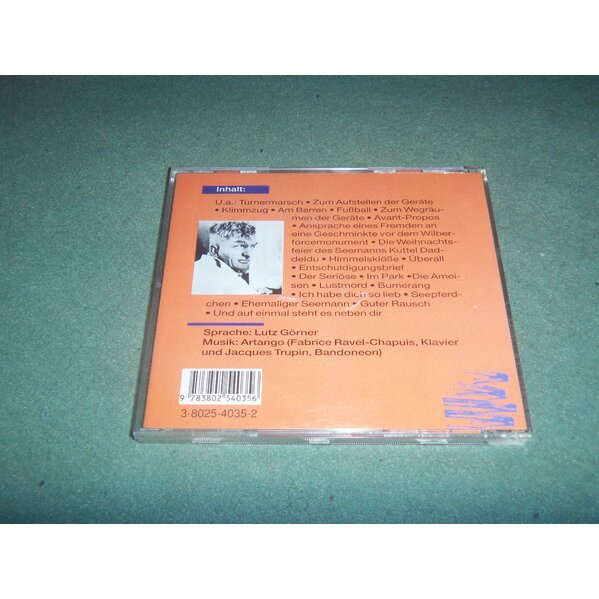 Inhalt:
U.a.: Turnermarsch • Zum Aufstellen der Geräte
• Klimmzug • Am Barren • Fußball • Zum Wegräu-
men der Geräte • Avant-Propos
• Ansprache eines Fremden an
eine Geschminkte vor dem Wilber-
forcemonument • Die Weihnachts-
feier des Seemanns Kuttel Dad-
deldu • Himmelsklöße • Überall
• Entschuldigungsbrief
• Der Seriöse • Im Park •Die Amei-
sen • Lustmord • Bumerang
• Ich habe dich so lieb • Seepferd-
chen • Ehemaliger Seemann • Guter Rausch
• Und auf einmal steht es neben dir
Sprache: Lutz Görner
Musik: Artango (Fabrice Ravel-Chapuis, Klavier
und Jacques Trupin, Bandoneon)
9 783802 540356
3-8025-4035-2